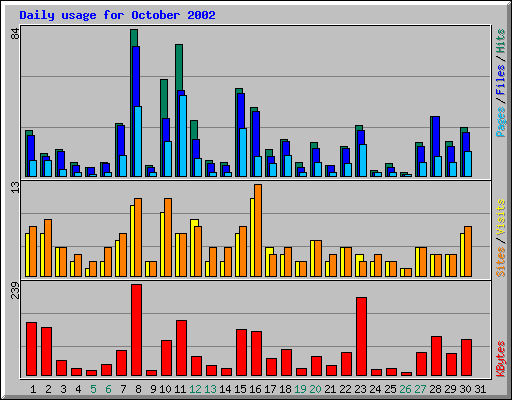 Daily usage for October 2002
84
Pages / Files / Hits
13
Sites / Visits
239
KBytes
1 2 3 4 5 6 7 8 9 10 11 12 13 14 15 16 17 18 19 20 21 22 23 24 25 26 27 28 29 30 31